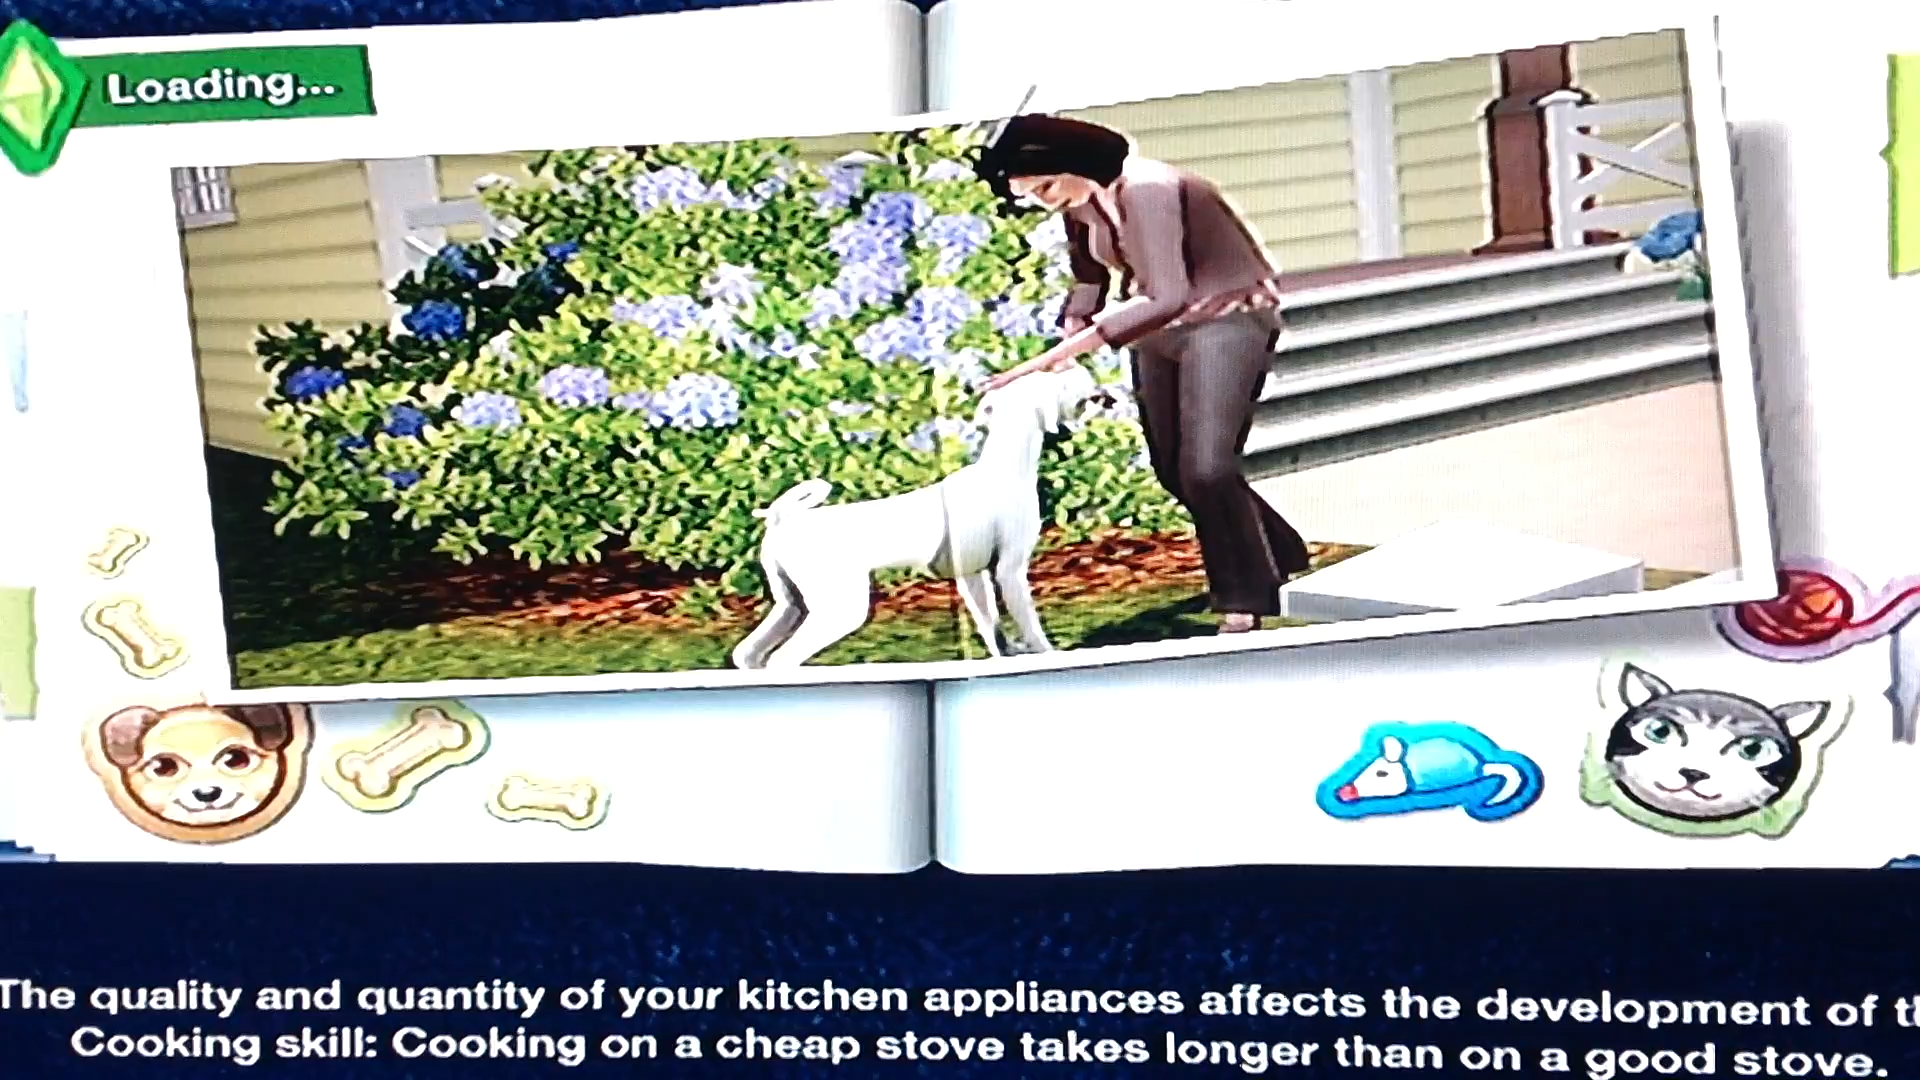 Loading...
The quality and quantity of your kitchen appliances affects the development of
Cooking skill: Cooking on a cheap stove takes longer than on a good stove.